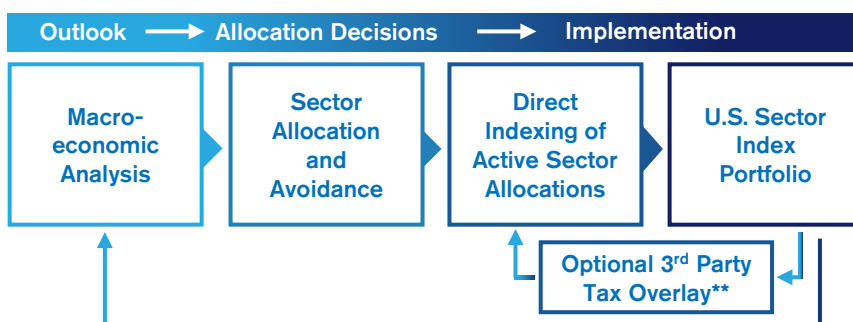 Outlook → Allocation Decisions → Implementation
Macro-
economic
Analysis
Sector
Allocation
and
Avoidance
Direct
Indexing of
Active Sector
Allocations
U.S. Sector
Index
Portfolio
Optional 3rd Party
Tax Overlay**